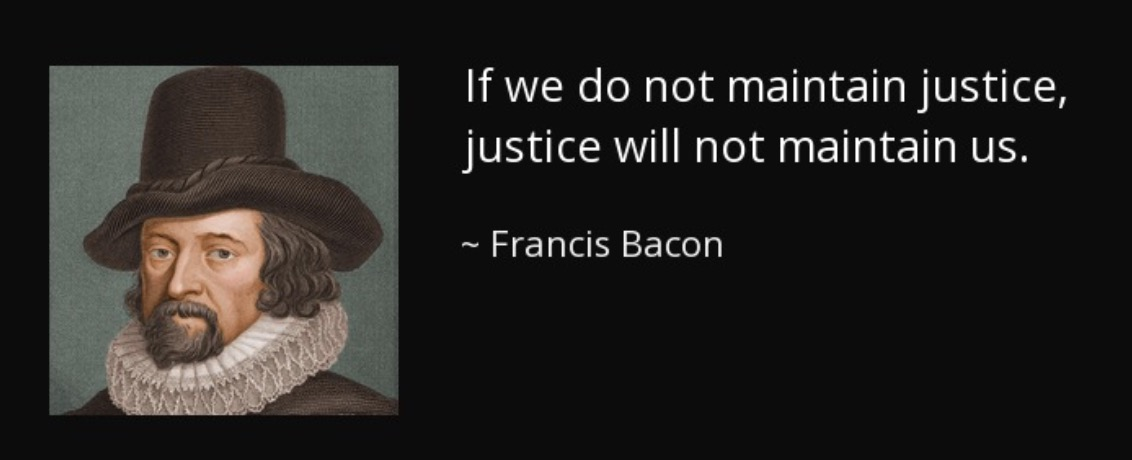 If we do not maintain justice,
justice will not maintain us.
~ Francis Bacon